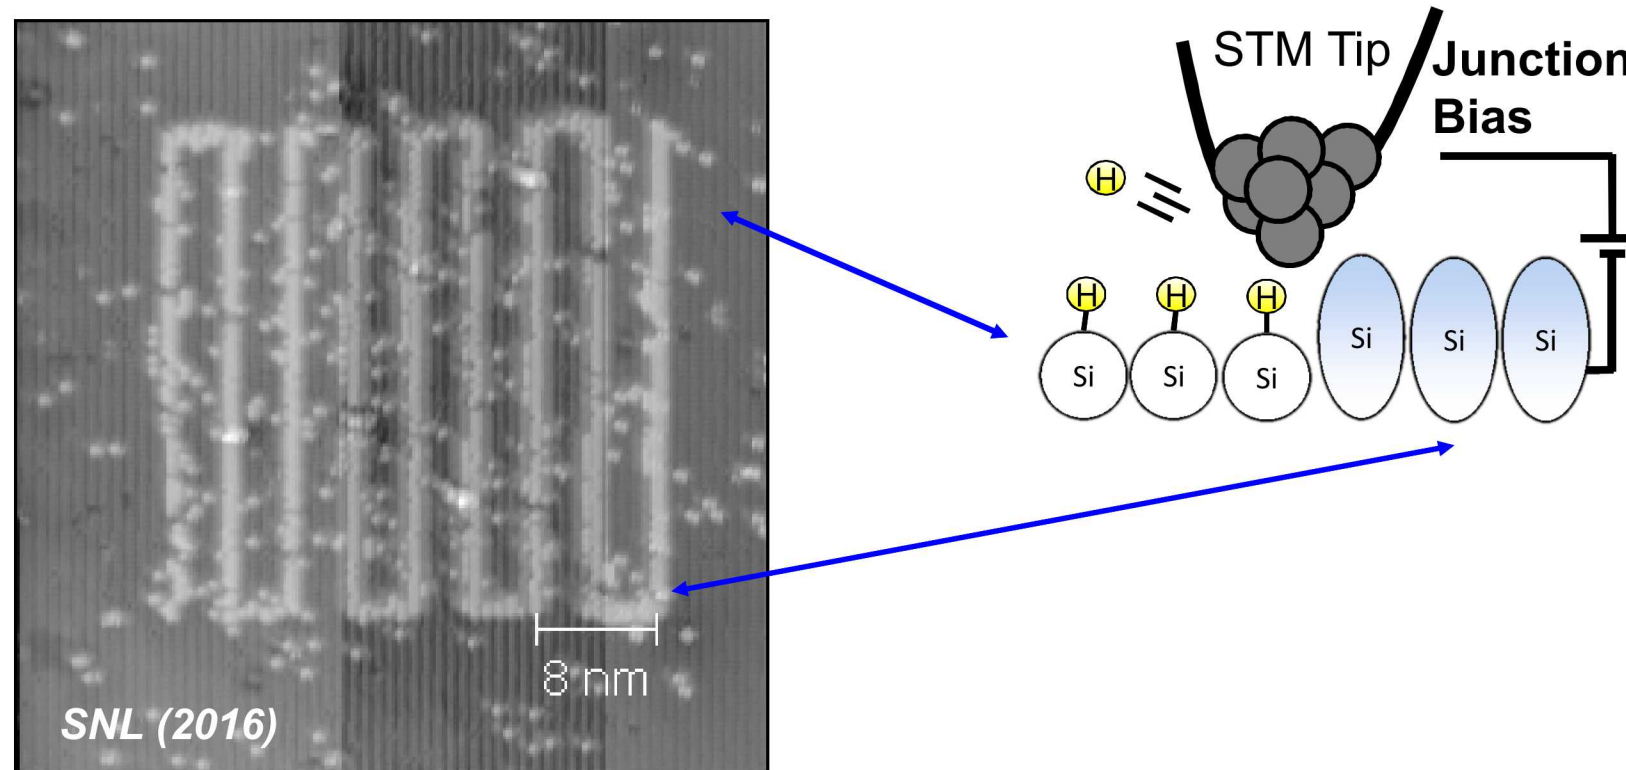 STM Tip
Junction
Bias
H
H
H
H
Si
Si
Si
Si
Si
Si
8 nm
SNL (2016)